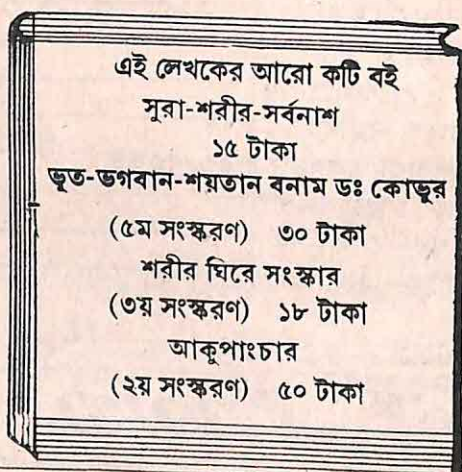 এই লেখকের আরো কটি বই
সুরা-শরীর-সর্বনাশ
১৫ টাকা
ভূত-ভগবান-শয়তান বনাম ডঃ কোভুর
(৫ম সংস্করণ) ৩০ টাকা
শরীর ঘিরে সংস্কার
(৩য় সংস্করণ) ১৮ টাকা
আকুপাংচার
(২য় সংস্করণ) ৫০ টাকা